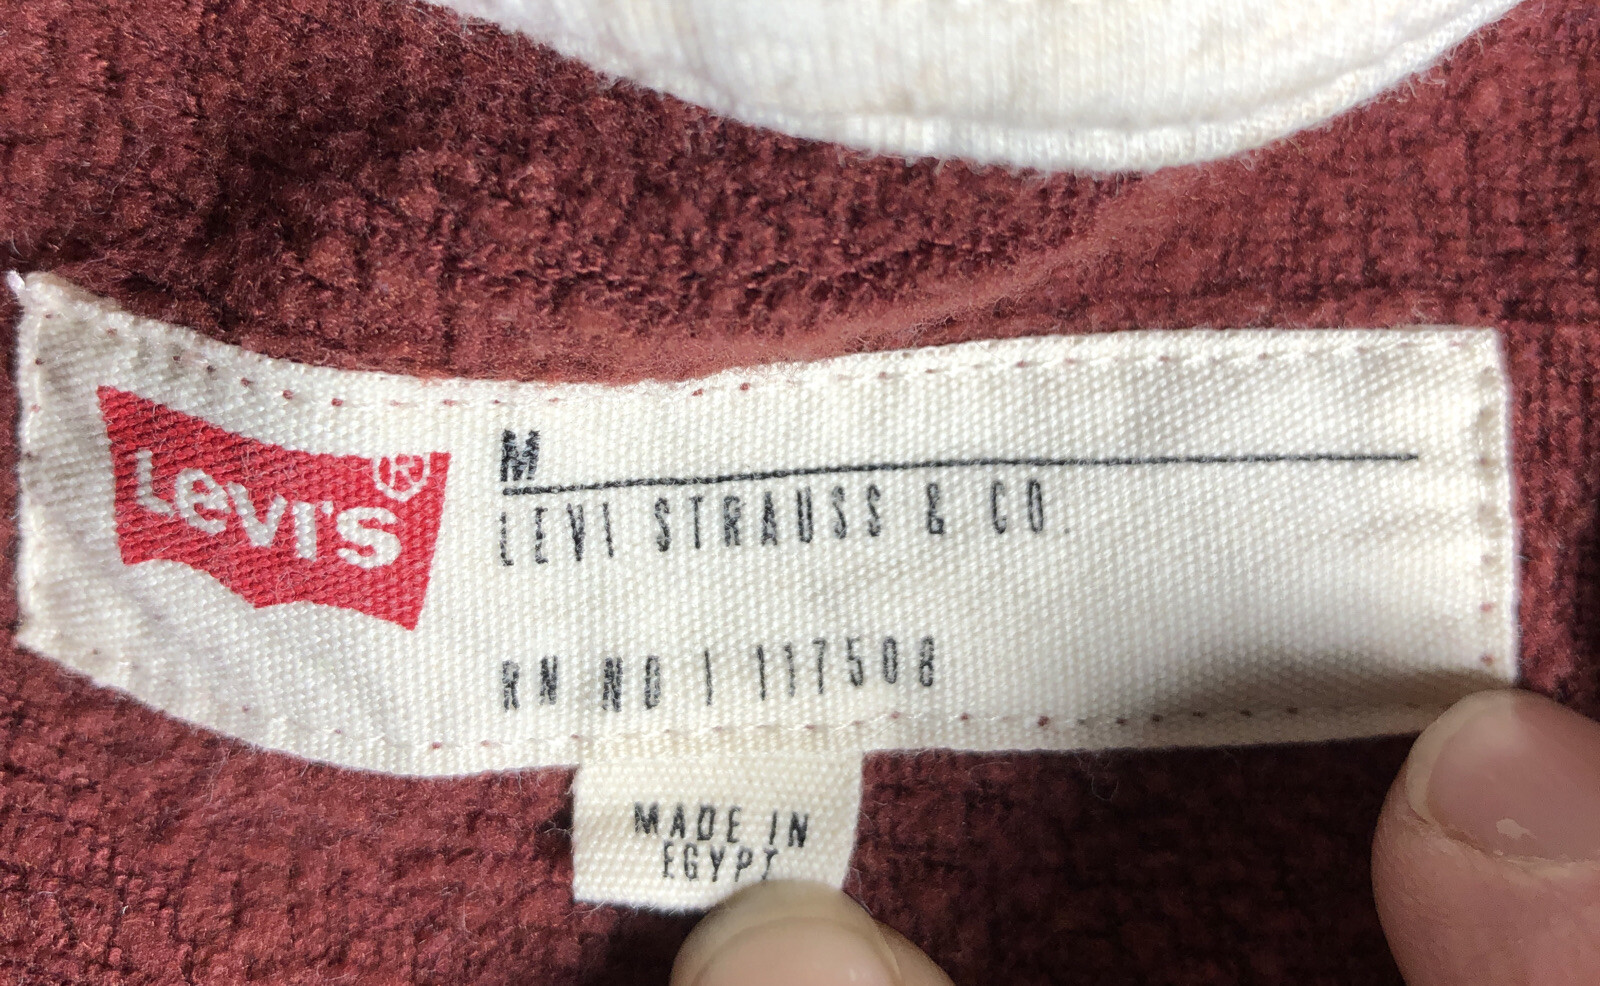 Levi's®
M
LEVI STRAUSS & CO.
RN NO | 117508
MADE IN
EGYPT